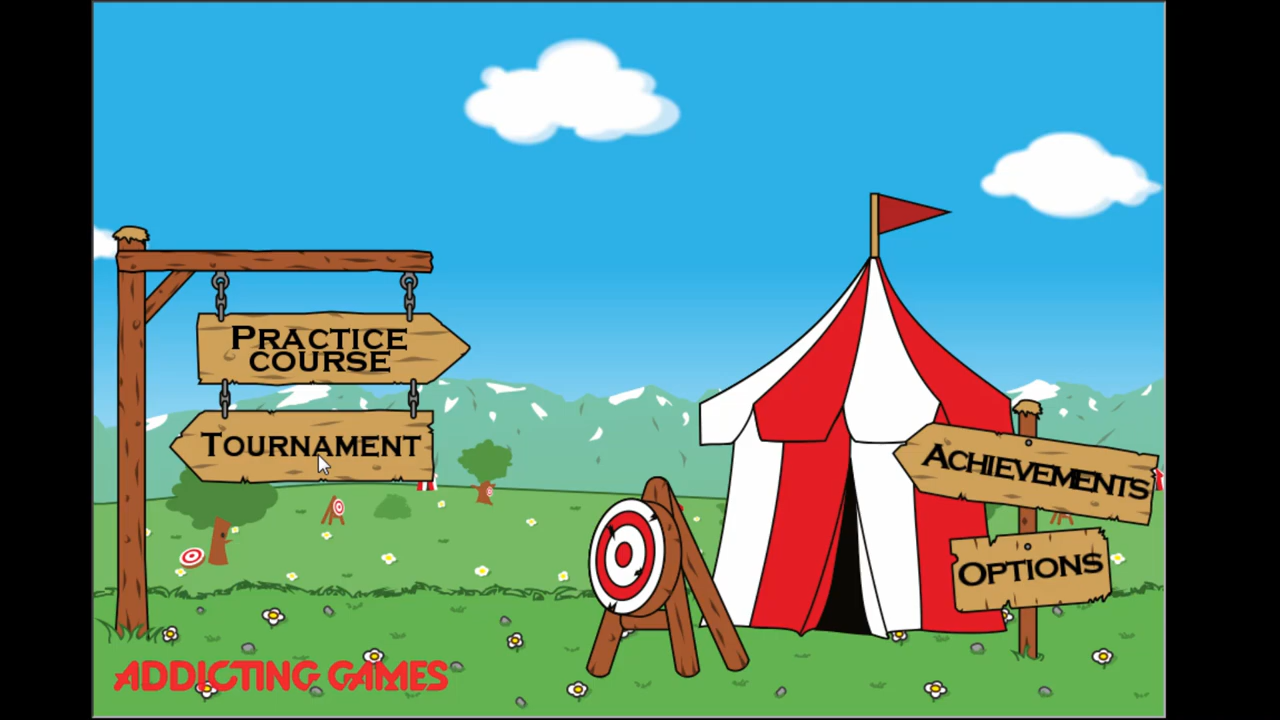 PRACTICE
COURSE
TOURNAMENT
ACHIEVEMENTS
OPTIONS
ADDICTING GAMES